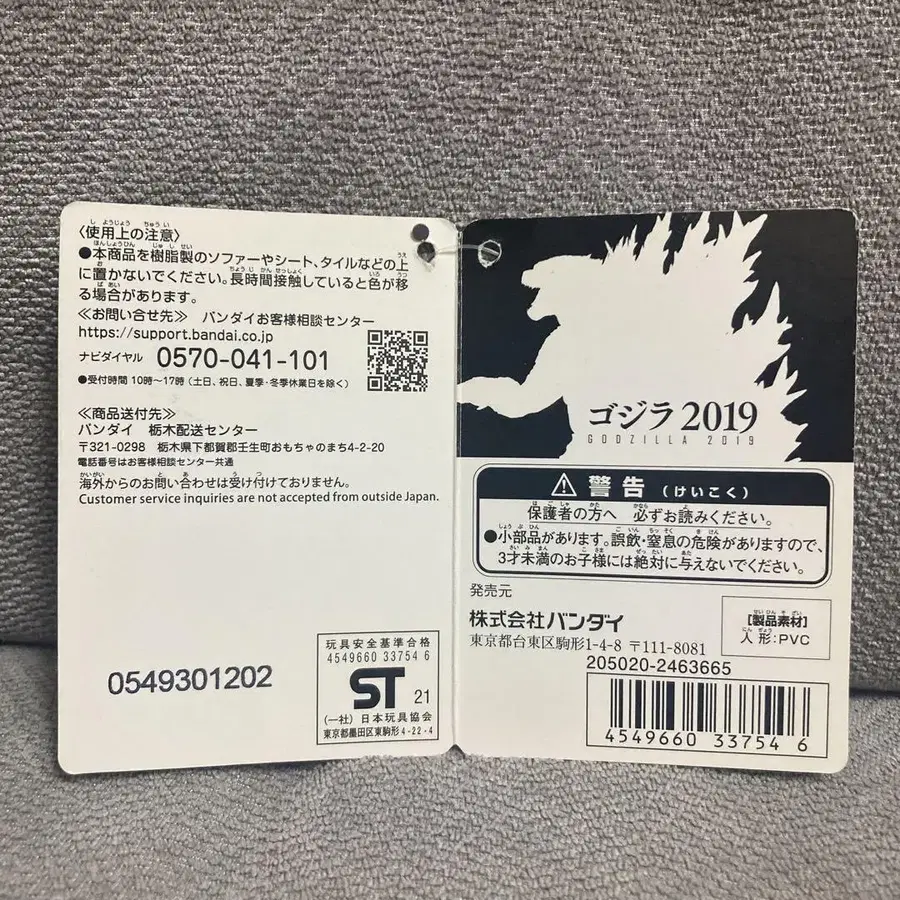 〈使用上の注意〉
●本商品を樹脂製のソファーやシート、タイルなどの上
に置かないでください。長時間接触していると色が移
る場合があります。
≪お問い合せ先≫ バンダイお客様相談センター
https://support.bandai.co.jp
ナビダイヤル 0570-041-101
●受付時間 10時～17時(土日、祝日、夏季・冬季休業日を除く)
≪商品送付先≫
バンダイ 栃木配送センター
〒321-0298 栃木県下都賀郡壬生町おもちゃのまち4-2-20
電話番号はお客様相談センター共通
海外からのお問い合わせは受け付けておりません。
Customer service inquiries are not accepted from outside Japan.
0549301202
玩具安全基準合格
4549660 33754 6
ST 21
(一社) 日本玩具協会
東京都墨田区東駒形4-22-4
ゴジラ 2019
GODZILLA 2019
警告 (けいこく)
保護者の方へ 必ずお読みください。
●小部品があります。誤飲・窒息の危険がありますので、
3才未満のお子様には絶対に与えないでください。
発売元
株式会社バンダイ
東京都台東区駒形1-4-8 〒111-8081
[製品素材]
人形:PVC
205020-2463665
4549660 33754 6